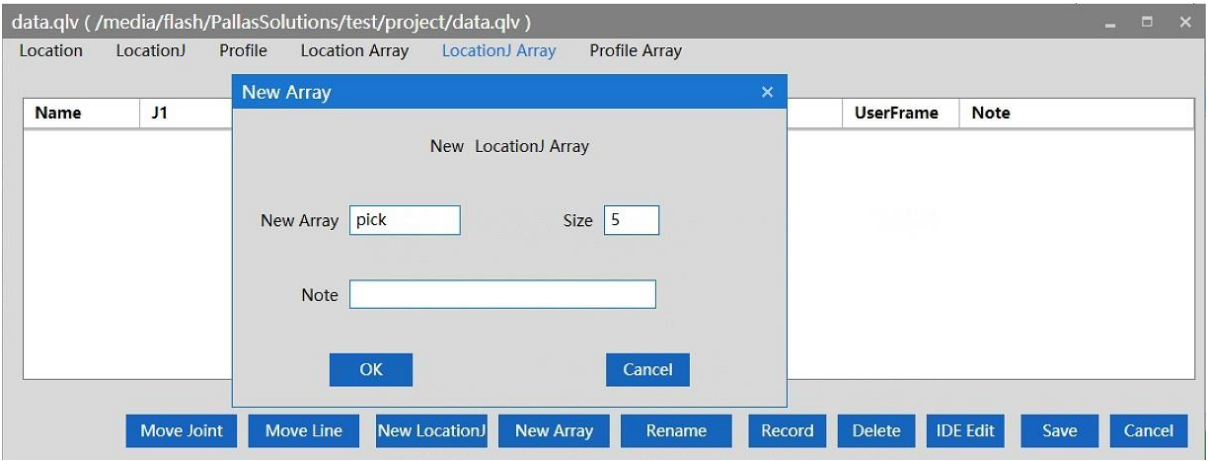 data.qlv ( /media/flash/PallasSolutions/test/project/data.qlv )
Location LocationJ Profile Location Array LocationJ Array Profile Array
New Array
Name J1 UserFrame Note
New LocationJ Array
New Array pick Size 5
Note
OK Cancel
Move Joint Move Line New LocationJ New Array Rename Record Delete IDE Edit Save Cancel